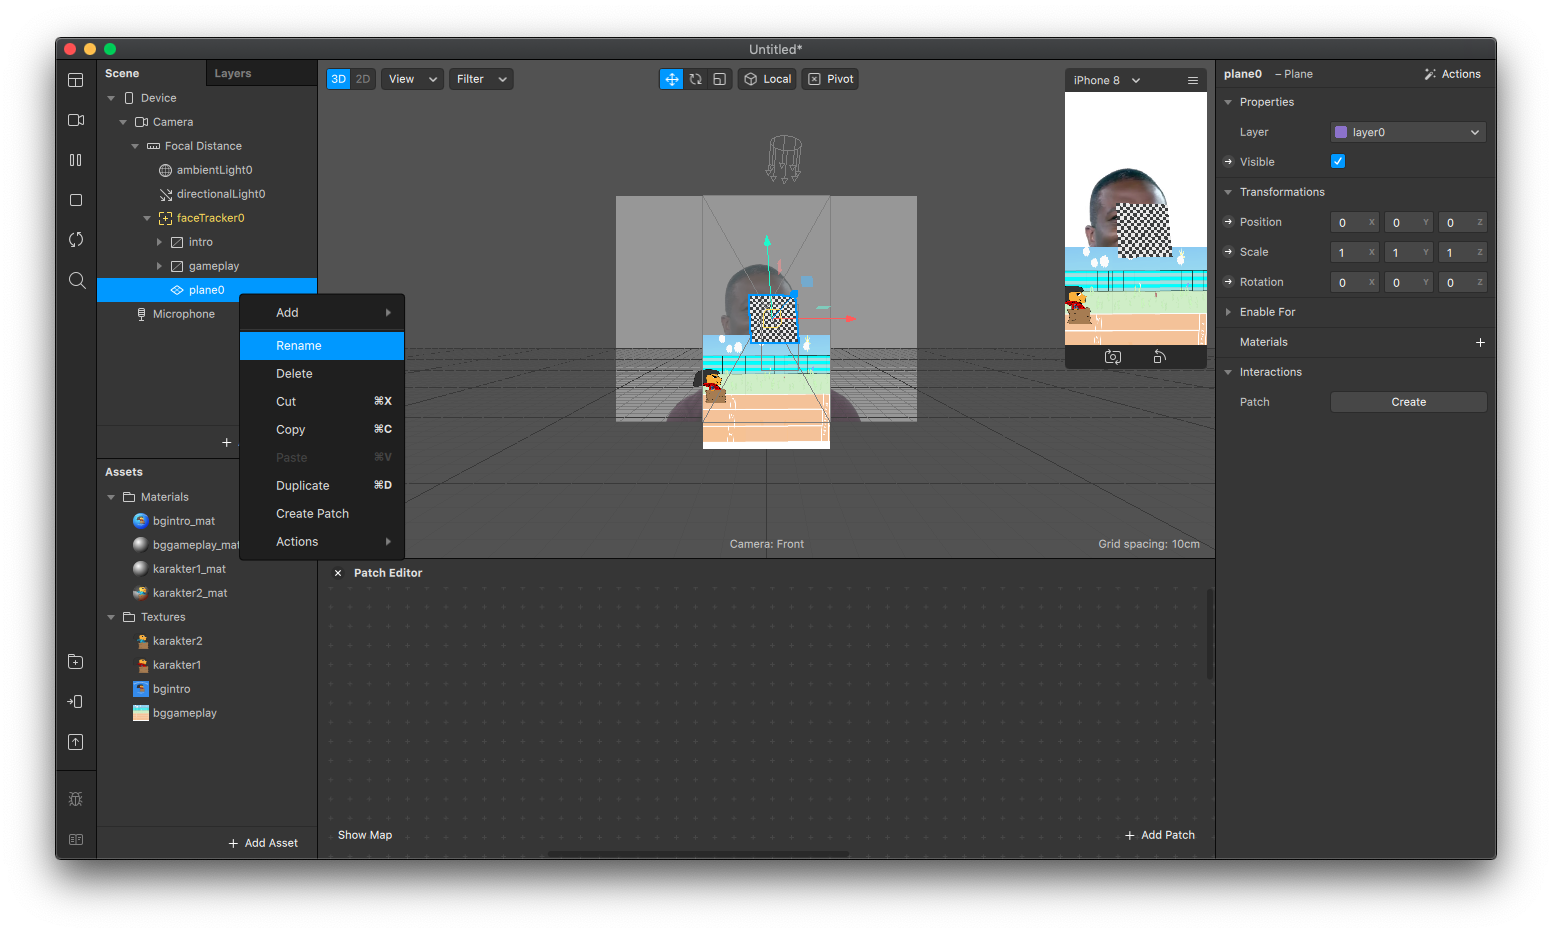 Untitled*
Scene
Layers
Device
Camera
Focal Distance
ambientLight0
directionalLight0
faceTracker0
intro
gameplay
plane0
Microphone
Add
Rename
Delete
Cut ⌘X
Copy ⌘C
Paste ⌘V
Duplicate ⌘D
Create Patch
Actions
Assets
Materials
bgintro_mat
bggameplay_mat
karakter1_mat
karakter2_mat
Textures
karakter2
karakter1
bgintro
bggameplay
+ Add Asset
3D 2D View Filter
Local Pivot
iPhone 8
Camera: Front
Grid spacing: 10cm
Patch Editor
Show Map
+ Add Patch
plane0 – Plane
Actions
Properties
Layer layer0
Visible
Transformations
Position 0 X 0 Y 0 Z
Scale 1 X 1 Y 1 Z
Rotation 0 X 0 Y 0 Z
Enable For
Materials +
Interactions
Patch Create